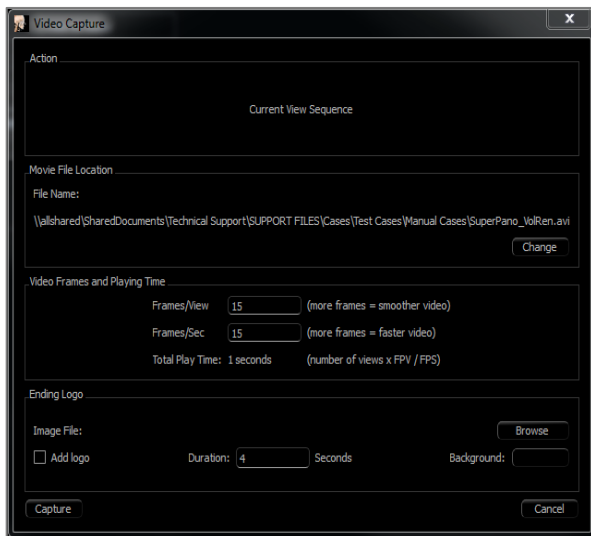 Video Capture
X
Action
Current View Sequence
Movie File Location
File Name:
\\allshared\SharedDocuments\Technical Support\SUPPORT FILES\Cases\Test Cases\Manual Cases\SuperPano_VolRen.avi
Change
Video Frames and Playing Time
Frames/View 15 (more frames = smoother video)
Frames/Sec 15 (more frames = faster video)
Total Play Time: 1 seconds (number of views x FPV / FPS)
Ending Logo
Image File: Browse
Add logo Duration: 4 Seconds Background:
Capture Cancel